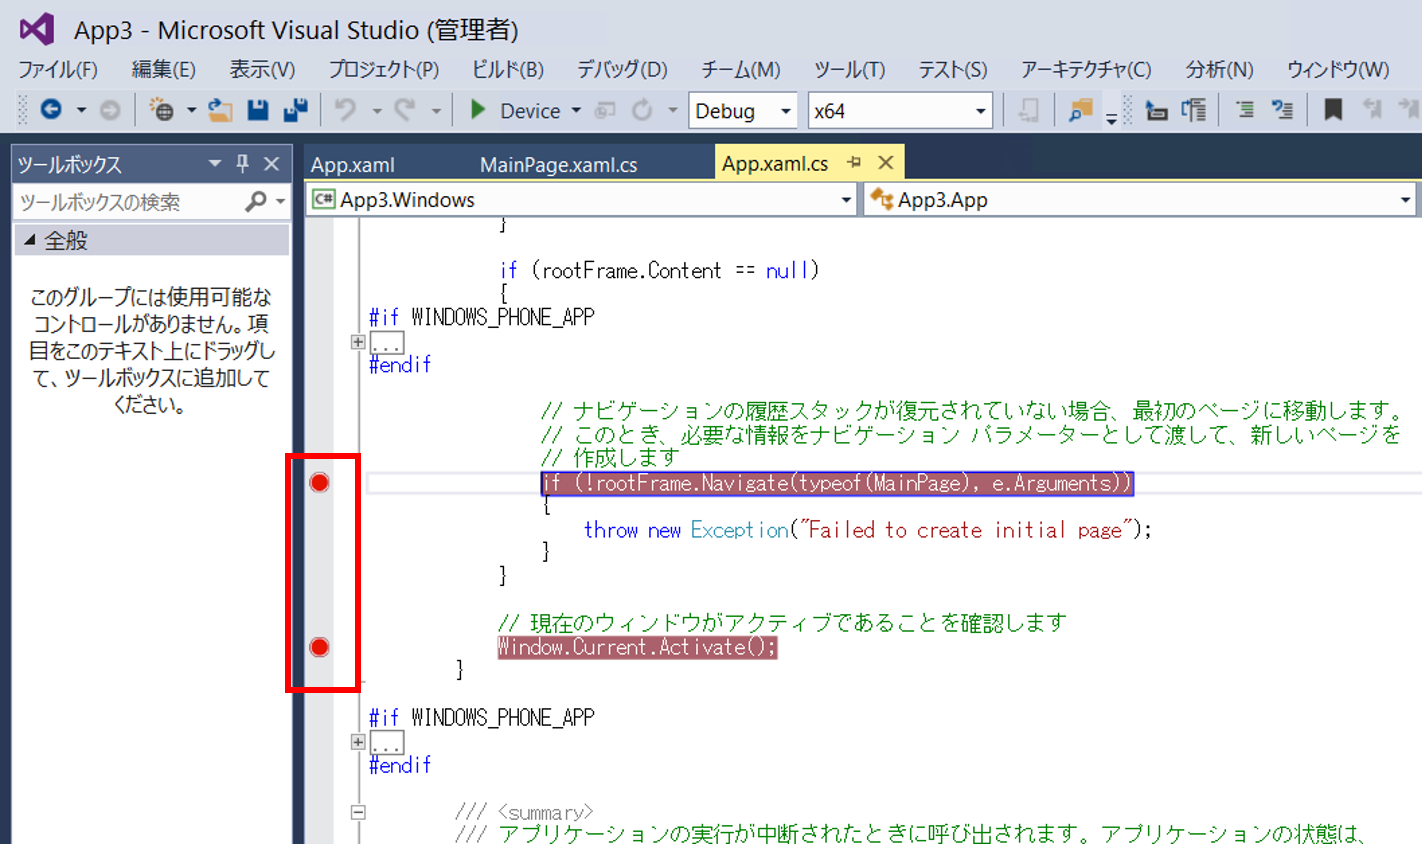 App3 - Microsoft Visual Studio (管理者)
ファイル(F) 編集(E) 表示(V) プロジェクト(P) ビルド(B) デバッグ(D) チーム(M) ツール(T) テスト(S) アーキテクチャ(C) 分析(N) ウィンドウ(W)
Device Debug x64
ツールボックス
ツールボックスの検索
全般
このグループには使用可能な
コントロールがありません。項
目をこのテキスト上にドラッグし
て、ツールボックスに追加して
ください。
App.xaml MainPage.xaml.cs App.xaml.cs
C# App3.Windows App3.App
}
if (rootFrame.Content == null)
{
#if WINDOWS_PHONE_APP
...
#endif
// ナビゲーションの履歴スタックが復元されていない場合、最初のページに移動します。
// このとき、必要な情報をナビゲーション パラメーターとして渡して、新しいページを
// 作成します
if (!rootFrame.Navigate(typeof(MainPage), e.Arguments))
{
throw new Exception("Failed to create initial page");
}
}
// 現在のウィンドウがアクティブであることを確認します
Window.Current.Activate();
}
#if WINDOWS_PHONE_APP
...
#endif
/// <summary>
/// アプリケーションの実行が中断されたときに呼び出されます。アプリケーションの状態は、